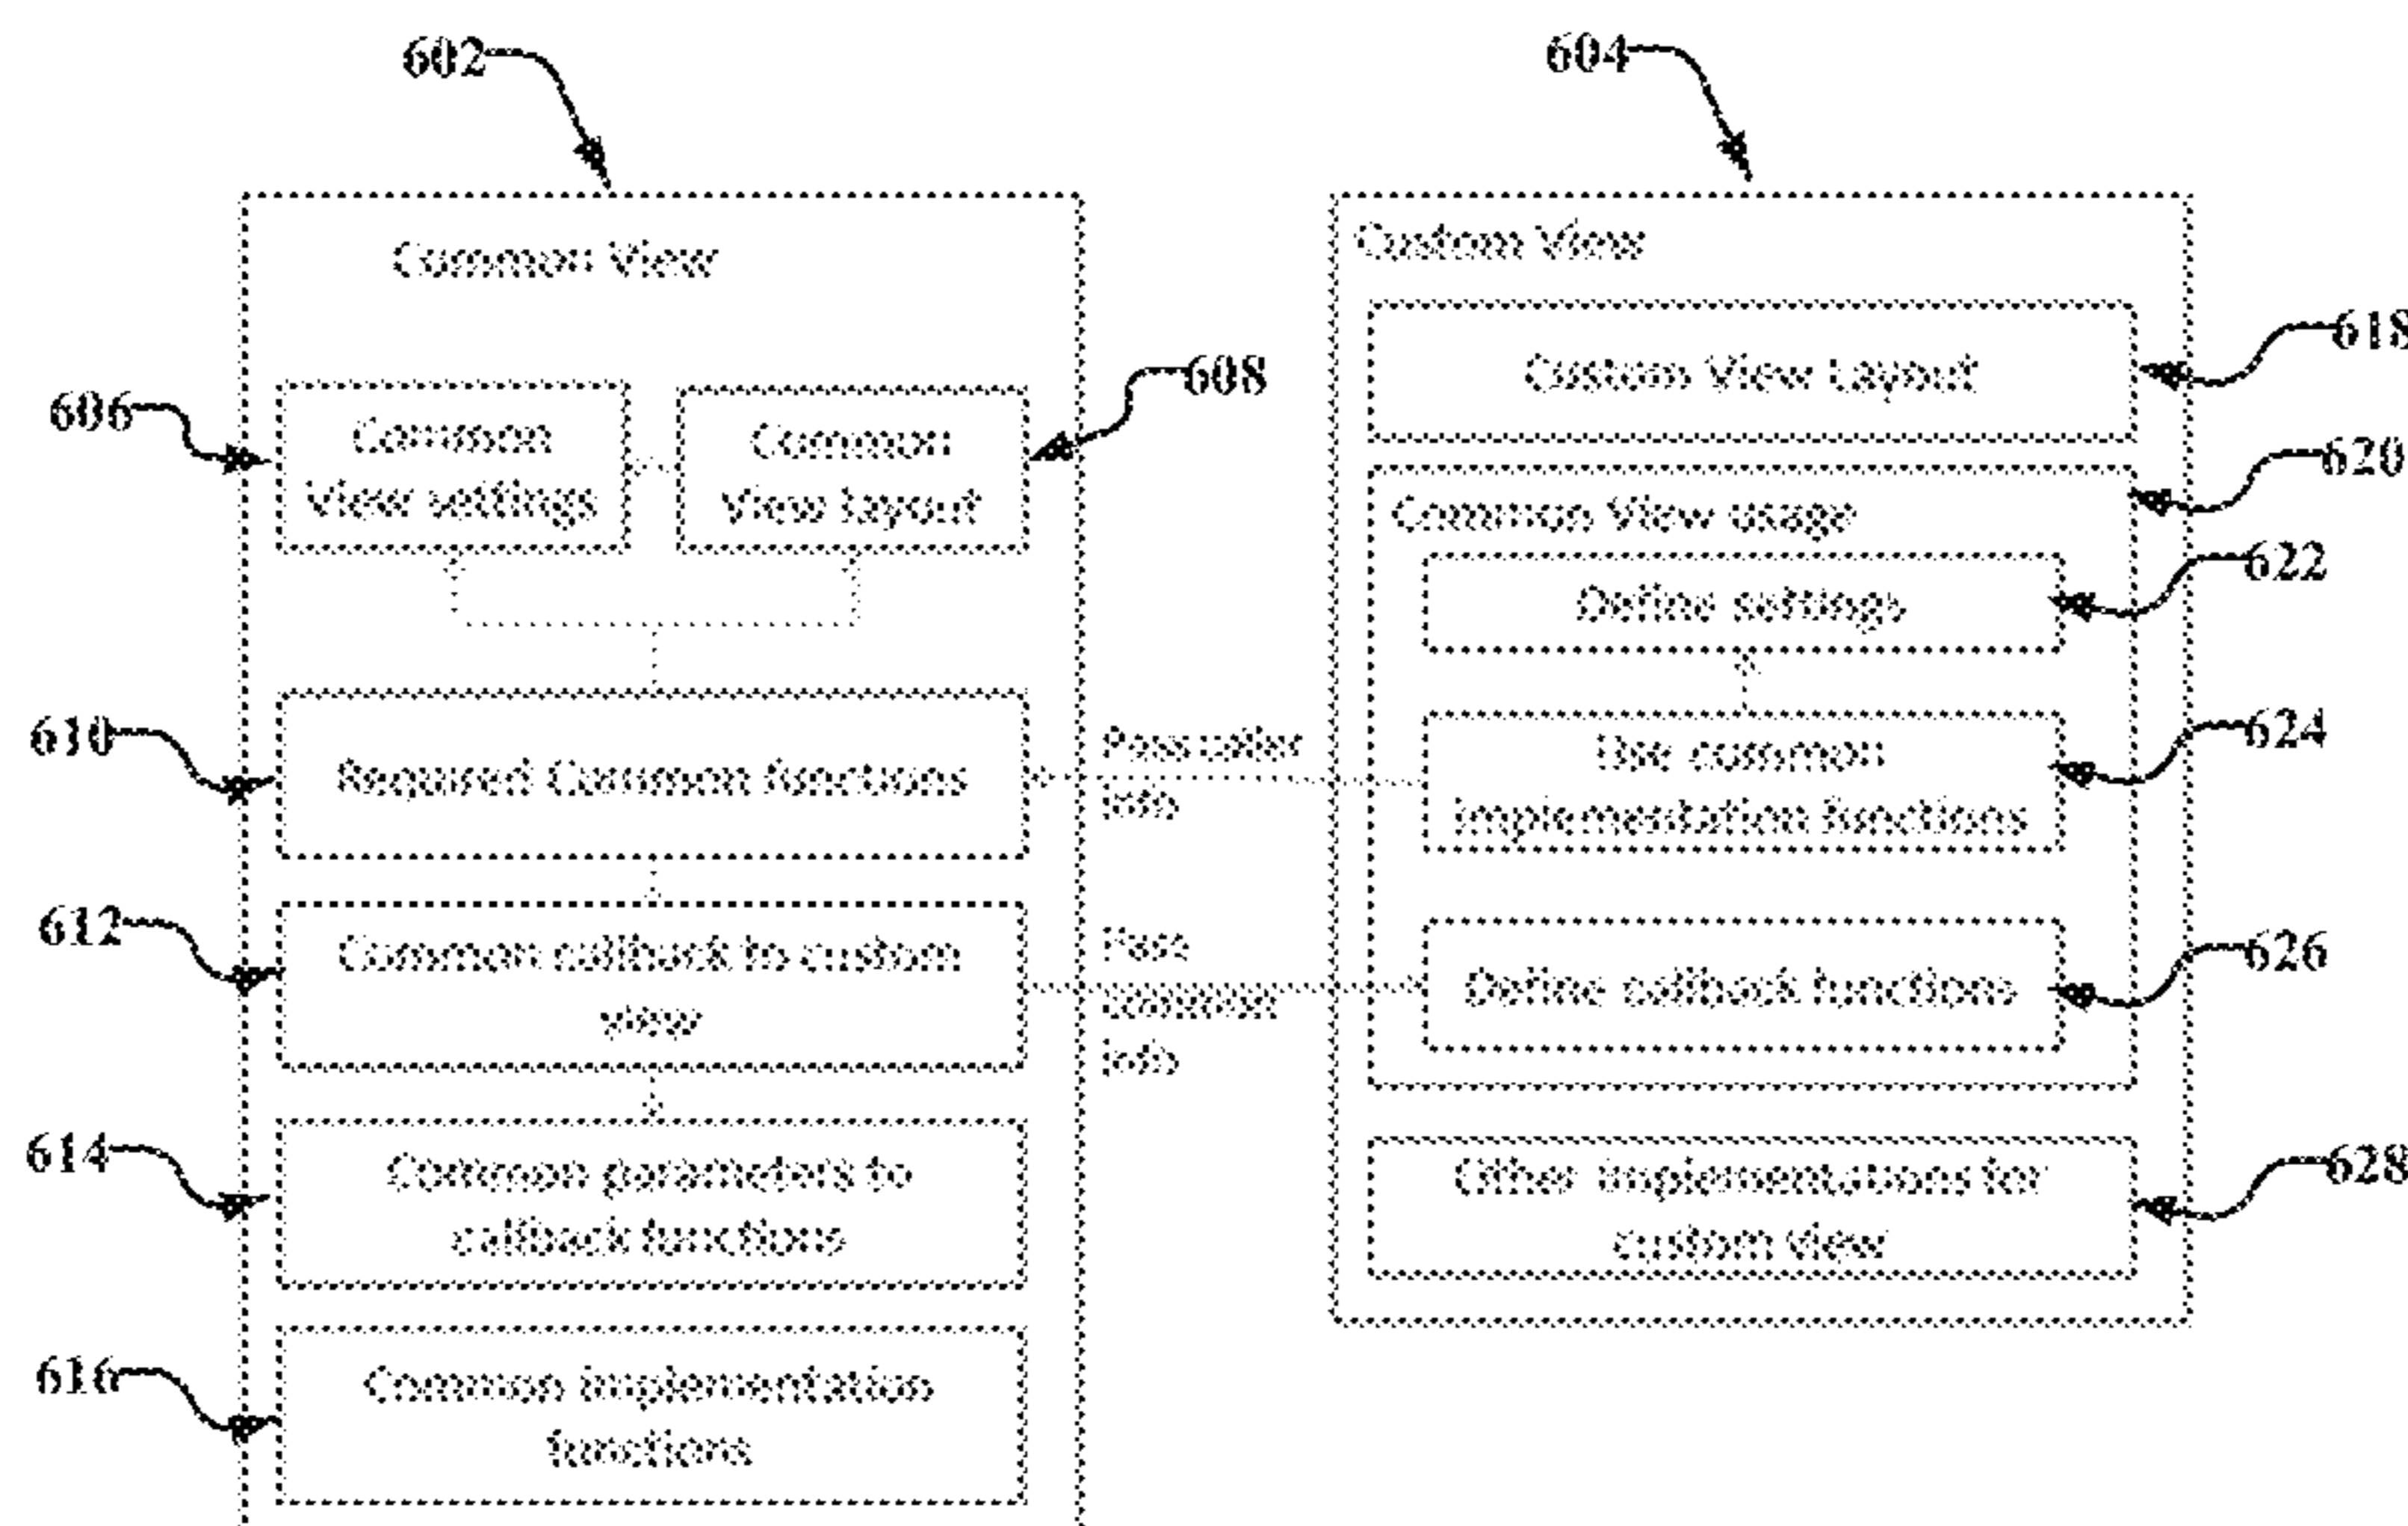 602
604
Common View
Custom View
618
Custom View Layout
608
606
Common
View settings
Common
View layout
620
Common View usage
622
Define settings
610
Required Common functions
Pass caller
info
624
Use common
implementation functions
612
Common callback to custom
view
Pass
common
info
626
Define callback functions
614
Common parameters to
callback functions
628
Other implementations for
custom view
616
Common implementation
functions